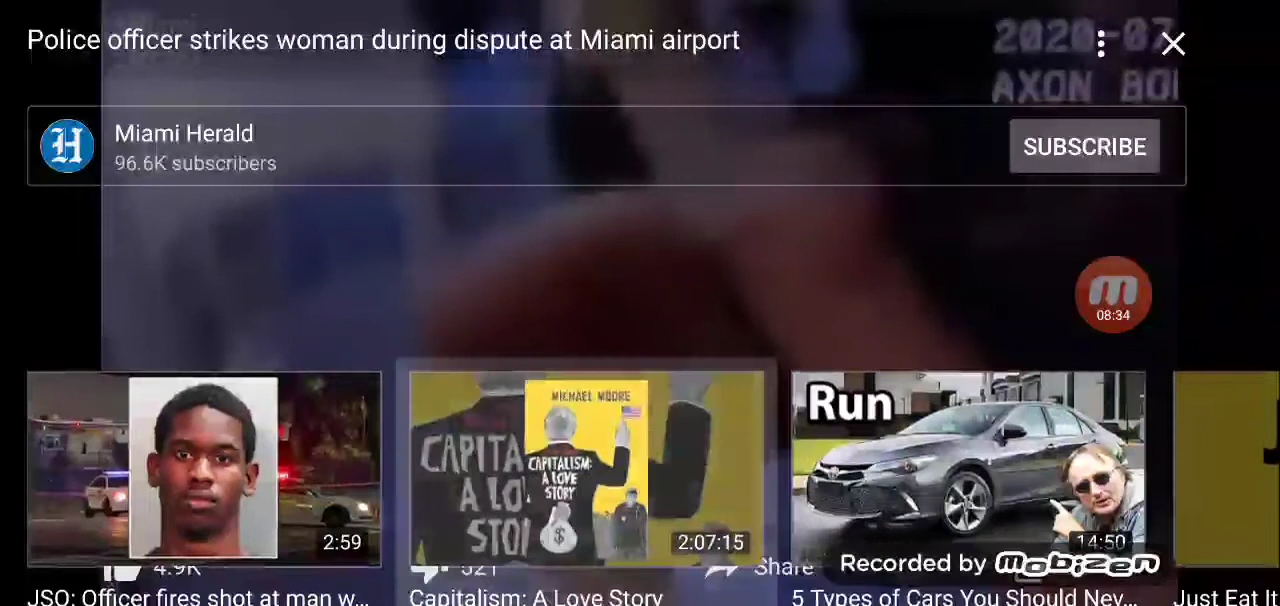 Police officer strikes woman during dispute at Miami airport
2020-07
AXON BO
H
Miami Herald
96.6K subscribers
SUBSCRIBE
m
08:34
MICHAEL MOORE
CAPITALISM:
A LOVE
STORY
$
CAPITA
A LO
STO
Run
2:59
2:07:15
14:50
4.9K
521
Share
Recorded by mobizen
JSO: Officer fires shot at man w...
Capitalism: A Love Story
5 Types of Cars You Should Nev...
Just Eat It